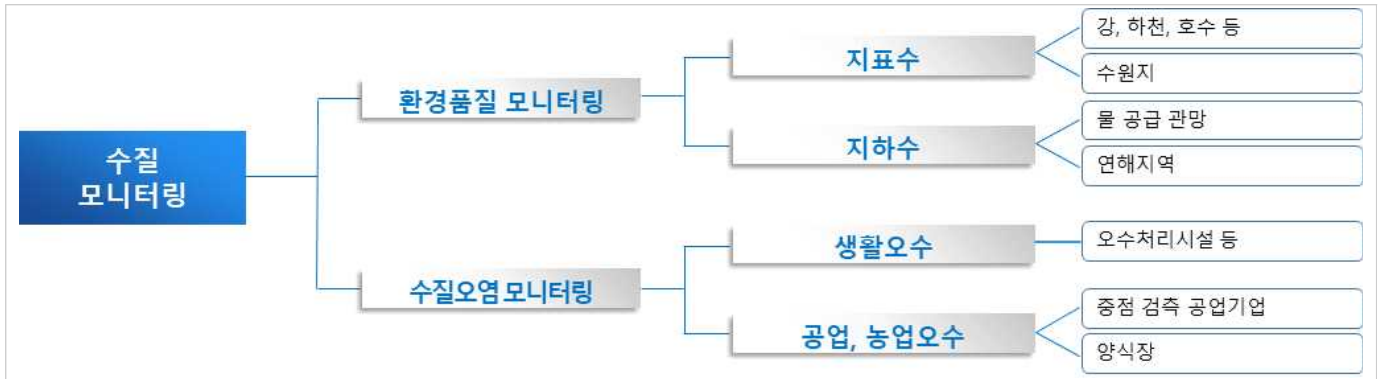 수질
모니터링
환경품질 모니터링
지표수
강, 하천, 호수 등
수원지
지하수
물 공급 관망
연해지역
수질오염 모니터링
생활오수
오수처리시설 등
공업, 농업오수
중점 검측 공업기업
양식장